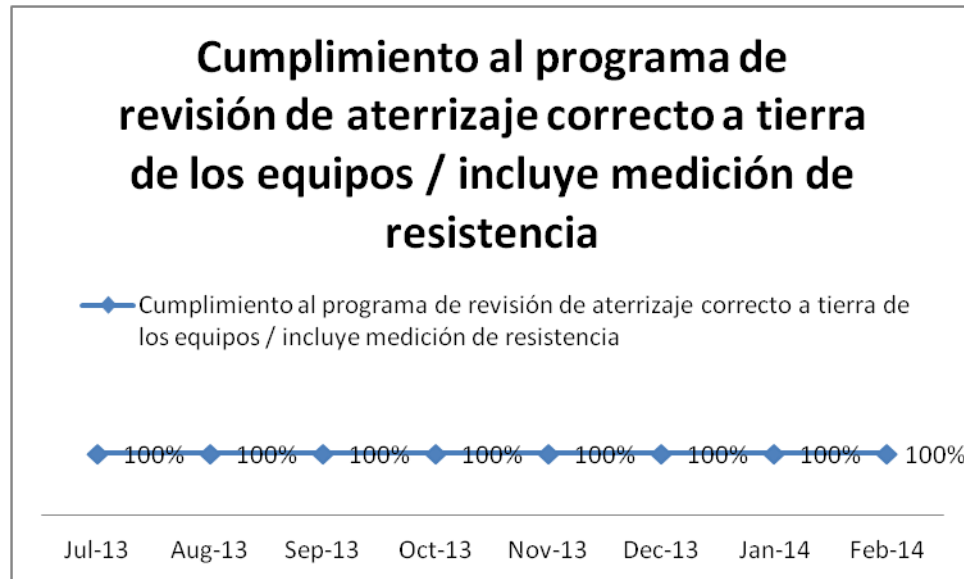 Cumplimiento al programa de
revisión de aterrizaje correcto a tierra
de los equipos / incluye medición de
resistencia
Cumplimiento al programa de revisión de aterrizaje correcto a tierra de
los equipos / incluye medición de resistencia
100% 100% 100% 100% 100% 100% 100% 100%
Jul-13 Aug-13 Sep-13 Oct-13 Nov-13 Dec-13 Jan-14 Feb-14